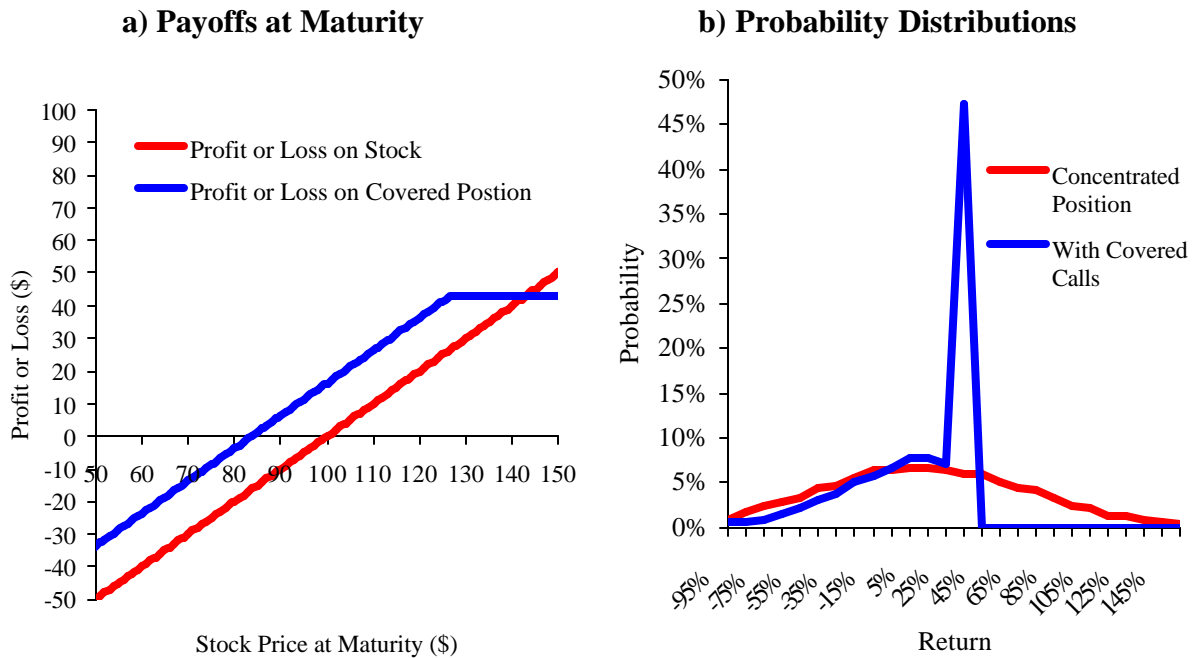 a) Payoffs at Maturity
100
90
80
70
60
50
40
30
20
10
0
-10
-20
-30
-40
-50
Profit or Loss ($)
Profit or Loss on Stock
Profit or Loss on Covered Postion
50 60 70 80 90 100 110 120 130 140 150
Stock Price at Maturity ($)
b) Probability Distributions
50%
45%
40%
35%
30%
25%
20%
15%
10%
5%
0%
Probability
Concentrated
Position
With Covered
Calls
-95% -75% -55% -35% -15% 5% 25% 45% 65% 85% 105% 125% 145%
Return